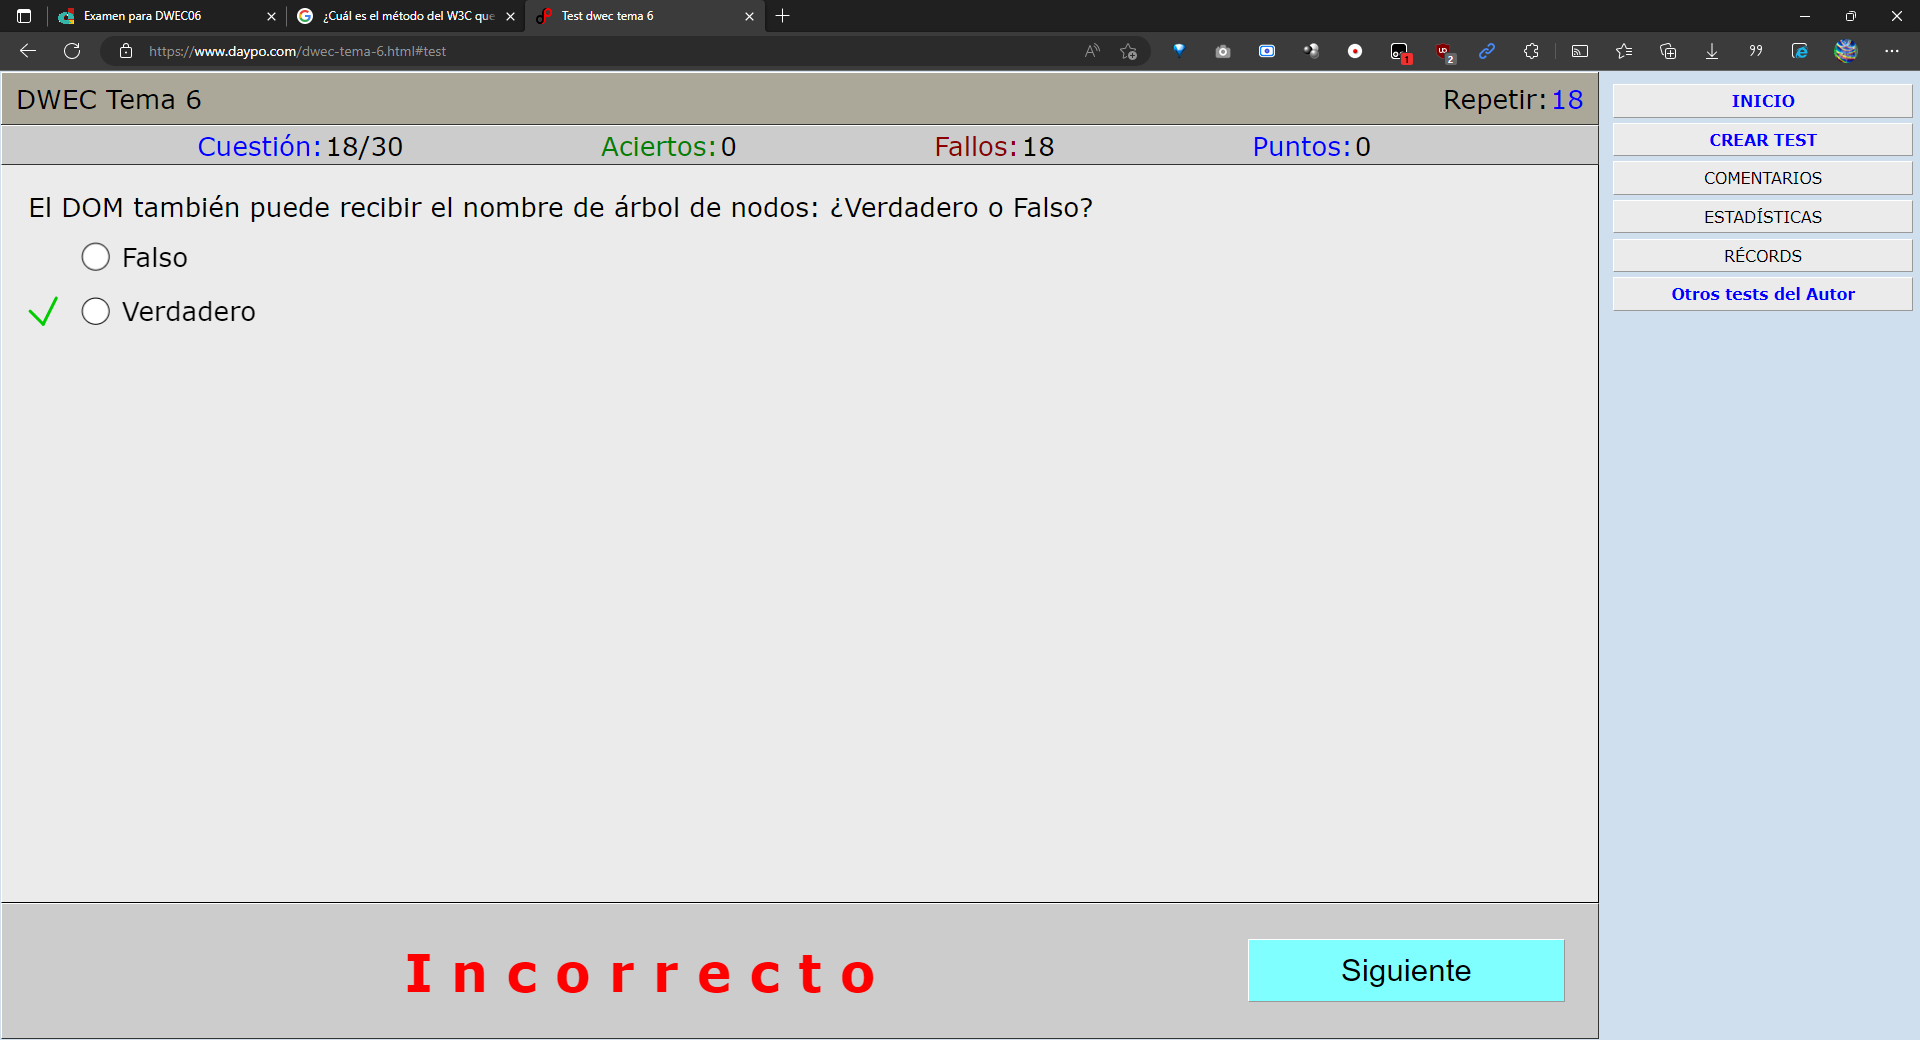 Examen para DWEC06
¿Cuál es el método del W3C que
Test dwec tema 6
https://www.daypo.com/dwec-tema-6.html#test
1
2
DWEC Tema 6
Repetir: 18
Cuestión: 18/30
Aciertos: 0
Fallos: 18
Puntos: 0
El DOM también puede recibir el nombre de árbol de nodos: ¿Verdadero o Falso?
Falso
Verdadero
Incorrecto
Siguiente
INICIO
CREAR TEST
COMENTARIOS
ESTADÍSTICAS
RÉCORDS
Otros tests del Autor